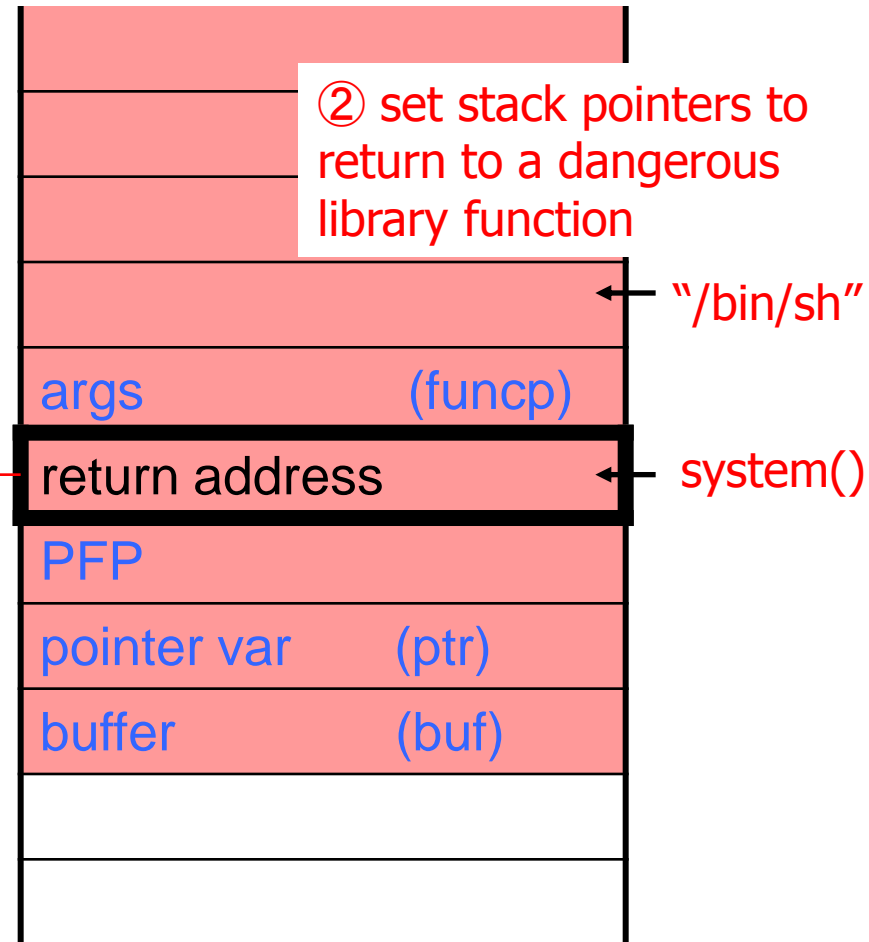 ② set stack pointers to
return to a dangerous
library function
“/bin/sh”
args (funcp)
return address system()
PFP
pointer var (ptr)
buffer (buf)